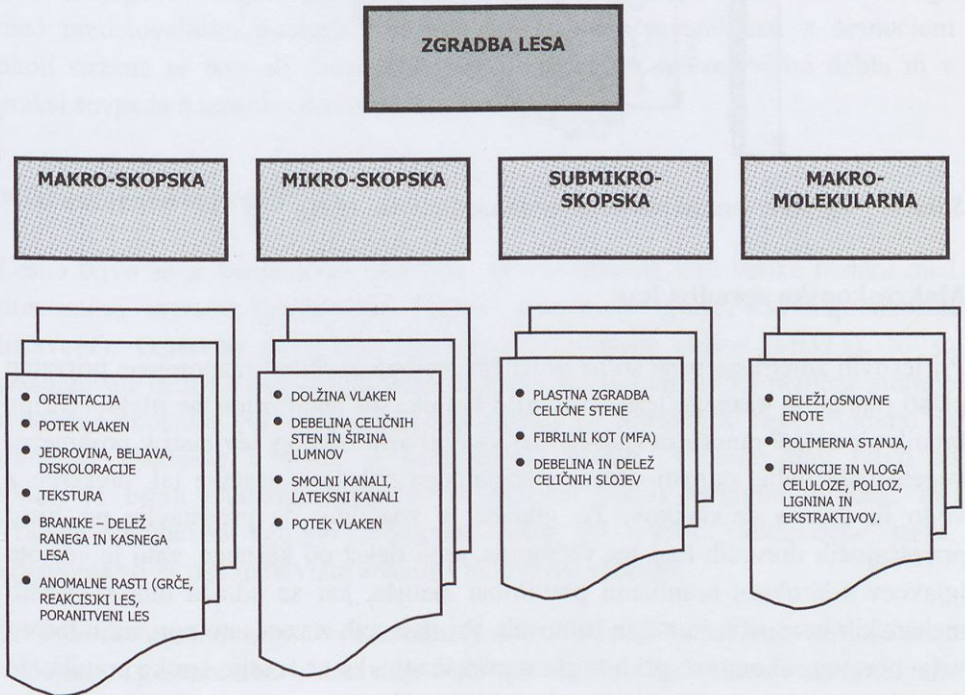 ZGRADBA LESA
MAKRO-SKOPSKA
MIKRO-SKOPSKA
SUBMIKRO-
SKOPSKA
MAKRO-
MOLEKULARNA
● ORIENTACIJA
● POTEK VLAKEN
● JEDROVINA, BELJAVA,
DISKOLORACIJE
● TEKSTURA
● BRANIKE – DELEŽ
RANEGA IN KASNEGA
LESA
● ANOMALNE RASTI (GRČE,
REAKCISJKI LES,
PORANITVENI LES
● DOLŽINA VLAKEN
● DEBELINA CELIČNIH
STEN IN ŠIRINA
LUMNOV
● SMOLNI KANALI,
LATEKSNI KANALI
● POTEK VLAKEN
● PLASTNA ZGRADBA
CELIČNE STENE
● FIBRILNI KOT (MFA)
● DEBELINA IN DELEŽ
CELIČNIH SLOJEV
● DELEŽI,OSNOVNE
ENOTE
● POLIMERNA STANJA,
● FUNKCIJE IN VLOGA
CELULOZE, POLIOZ,
LIGNINA IN
EKSTRAKTIVOV.